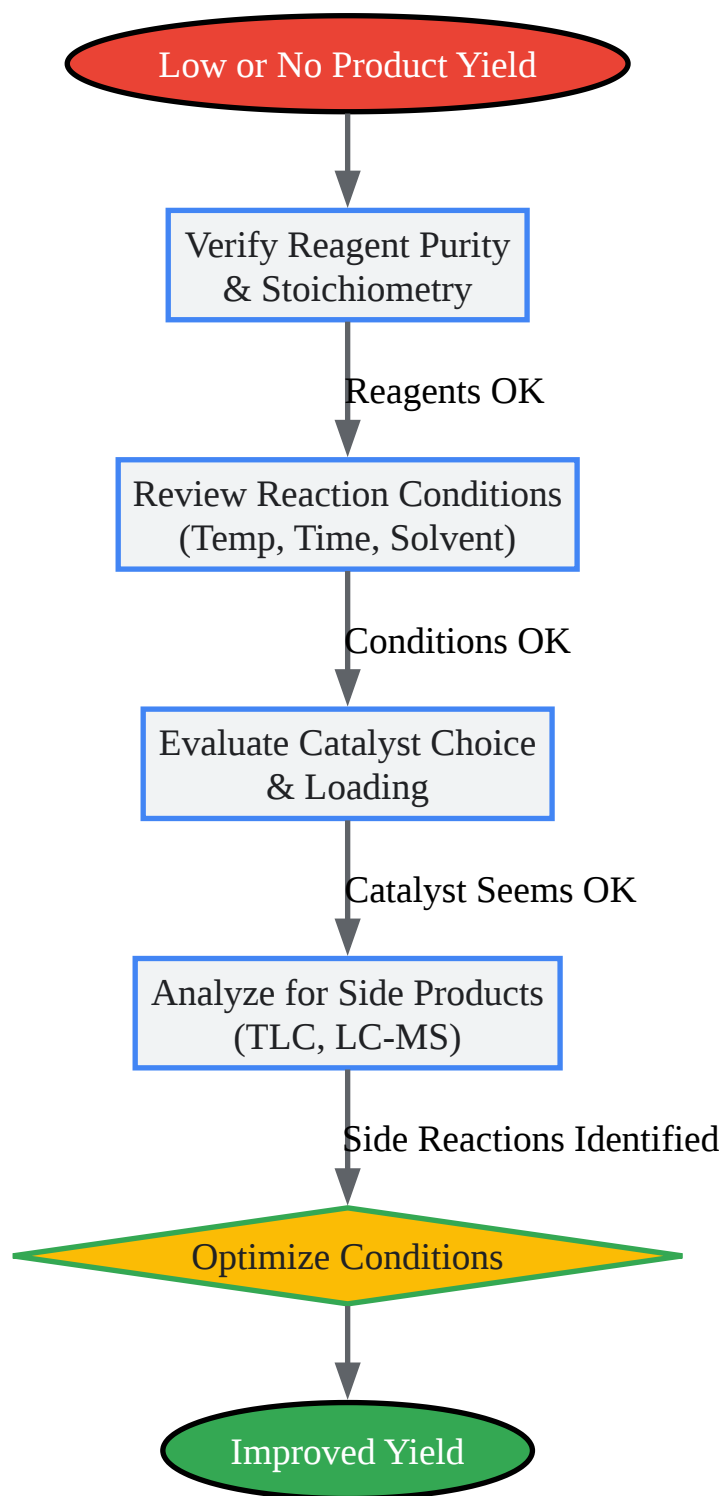 Low or No Product Yield
Verify Reagent Purity
& Stoichiometry
Reagents OK
Review Reaction Conditions
(Temp, Time, Solvent)
Conditions OK
Evaluate Catalyst Choice
& Loading
Catalyst Seems OK
Analyze for Side Products
(TLC, LC-MS)
Side Reactions Identified
Optimize Conditions
Improved Yield